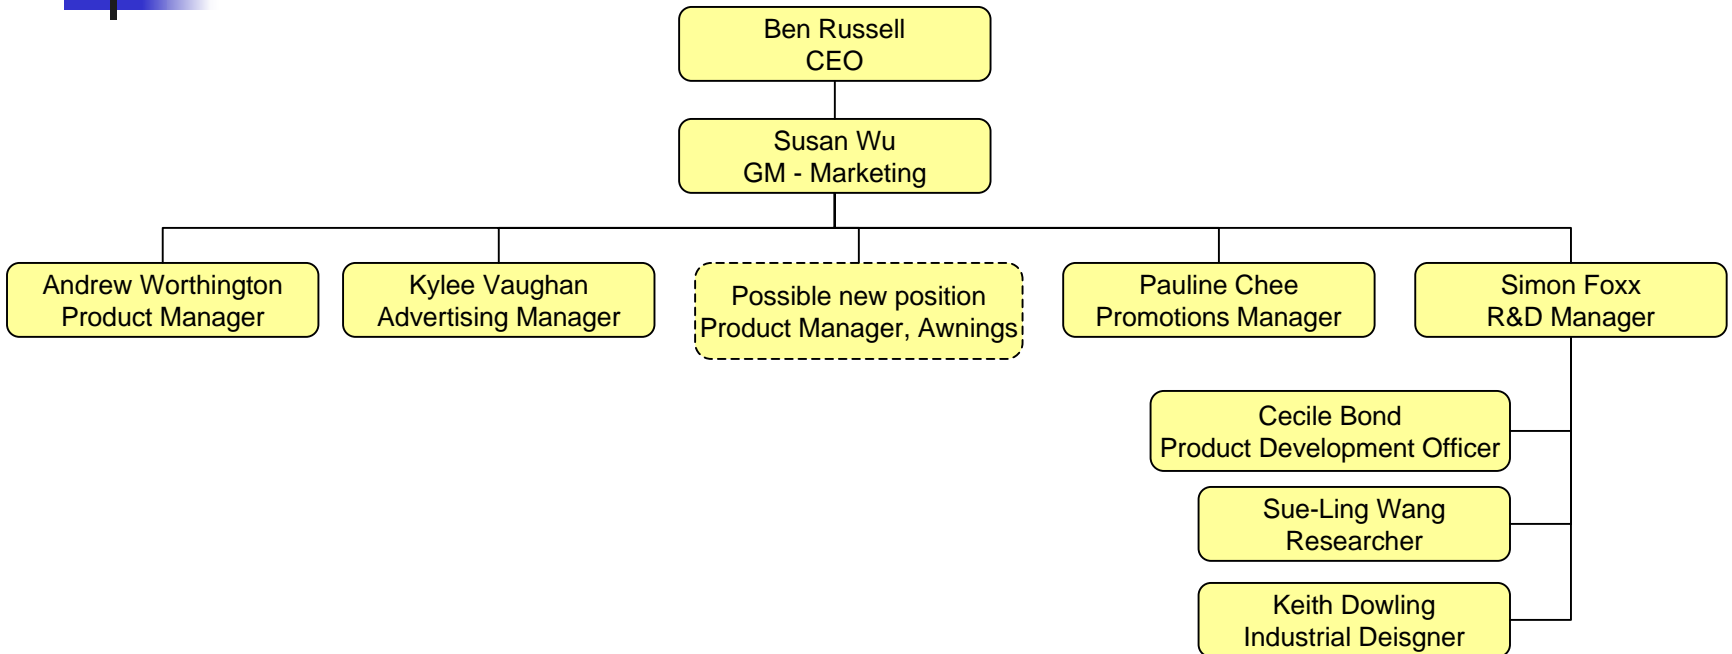 Ben Russell
CEO
Susan Wu
GM - Marketing
Andrew Worthington
Product Manager
Kylee Vaughan
Advertising Manager
Possible new position
Product Manager, Awnings
Pauline Chee
Promotions Manager
Simon Foxx
R&D Manager
Cecile Bond
Product Development Officer
Sue-Ling Wang
Researcher
Keith Dowling
Industrial Deisgner